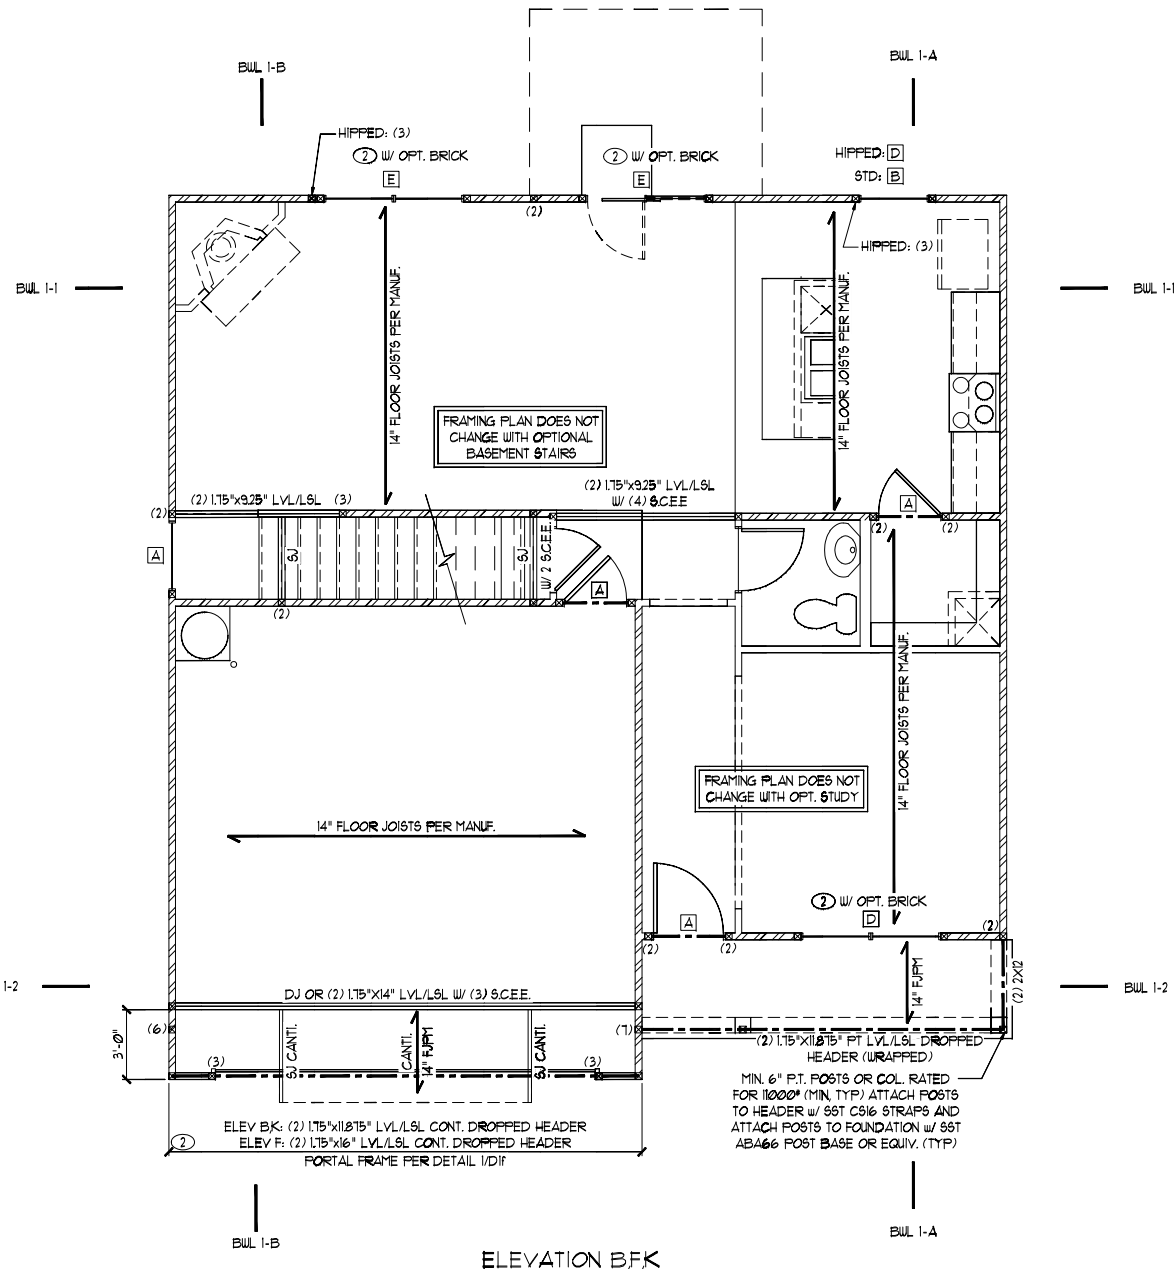 BWL 1-B
BWL 1-A
HIPPED: (3)
2 W/ OPT. BRICK
2 W/ OPT. BRICK
HIPPED: D
STD: B
E
E
(2)
HIPPED: (3)
BWL 1-1
BWL 1-1
14" FLOOR JOISTS PER MANUF.
14" FLOOR JOISTS PER MANUF.
FRAMING PLAN DOES NOT
CHANGE WITH OPTIONAL
BASEMENT STAIRS
(2) 1.75"x9.25" LVL/LSL
(3)
(2) 1.75"x9.25" LVL/LSL
W/ (4) S.C.E.E
(2)
A
(2)
(2)
A
SJ
SJ
W/ 2 S.C.E.E.
A
(2)
14" FLOOR JOISTS PER MANUF.
FRAMING PLAN DOES NOT
CHANGE WITH OPT. STUDY
14" FLOOR JOISTS PER MANUF.
2 W/ OPT. BRICK
D
A
(2)
(2)
(2)
1-2
BWL 1-2
DJ OR (2) 1.75"X14" LVL/LSL W/ (3) S.C.E.E.
14" FJPM
(2) 2X12
3'-0"
(6)
(7)
(3)
(3)
SJ CANTI.
CANTI.
14" FJPM
SJ CANTI.
(2) 1.75"X11.875" PT LVL/LSL DROPPED
HEADER (WRAPPED)
MIN. 6" P.T. POSTS OR COL. RATED
FOR 11000# (MIN, TYP) ATTACH POSTS
TO HEADER w/ SST CS16 STRAPS AND
ATTACH POSTS TO FOUNDATION w/ SST
ABA66 POST BASE OR EQUIV. (TYP)
ELEV B,K: (2) 1.75"x11.875" LVL/LSL CONT. DROPPED HEADER
2 ELEV F: (2) 1.75"x16" LVL/LSL CONT. DROPPED HEADER
PORTAL FRAME PER DETAIL 1/D1f
BWL 1-B
BWL 1-A
ELEVATION B,F,K